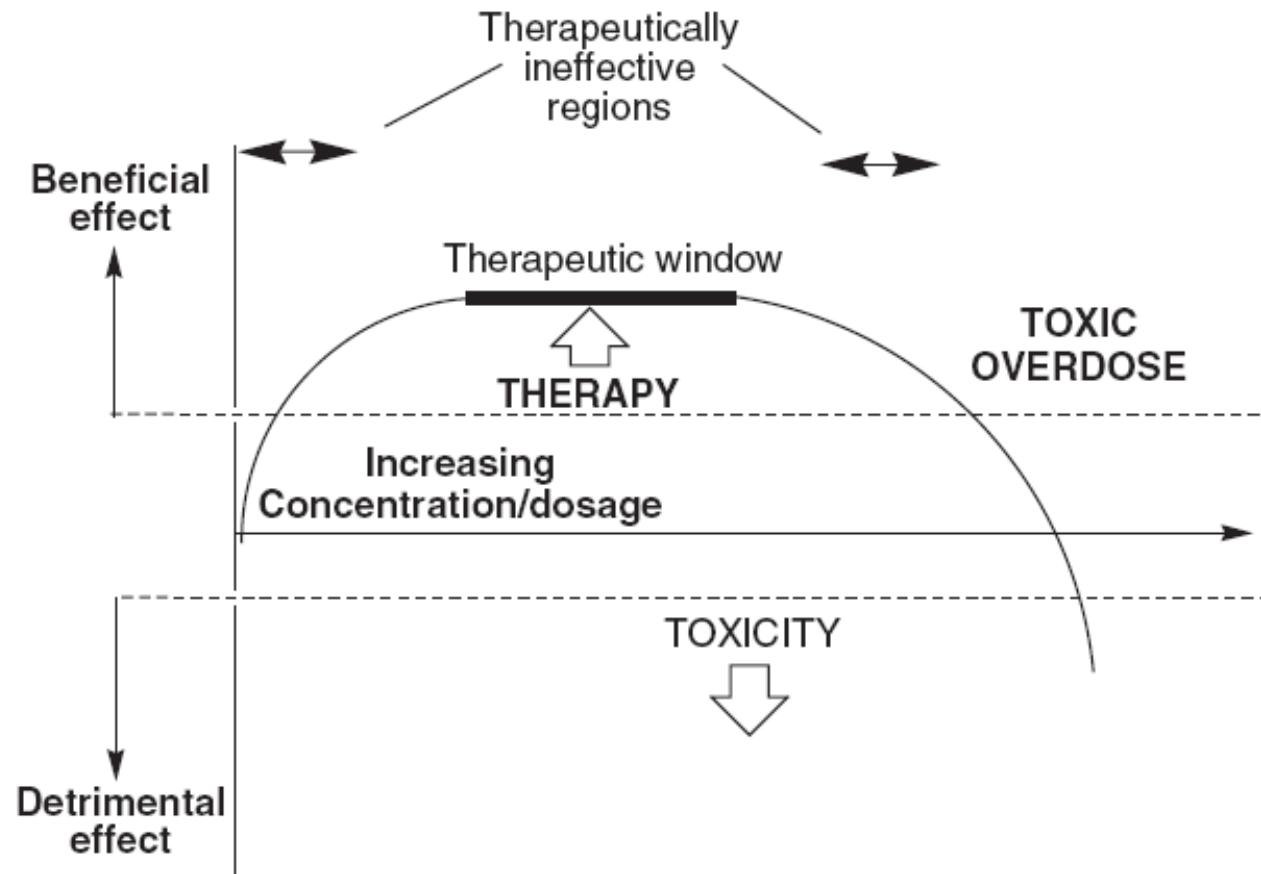 Therapeutically
ineffective
regions
Beneficial
effect
Therapeutic window
TOXIC
OVERDOSE
THERAPY
Increasing
Concentration/dosage
TOXICITY
Detrimental
effect